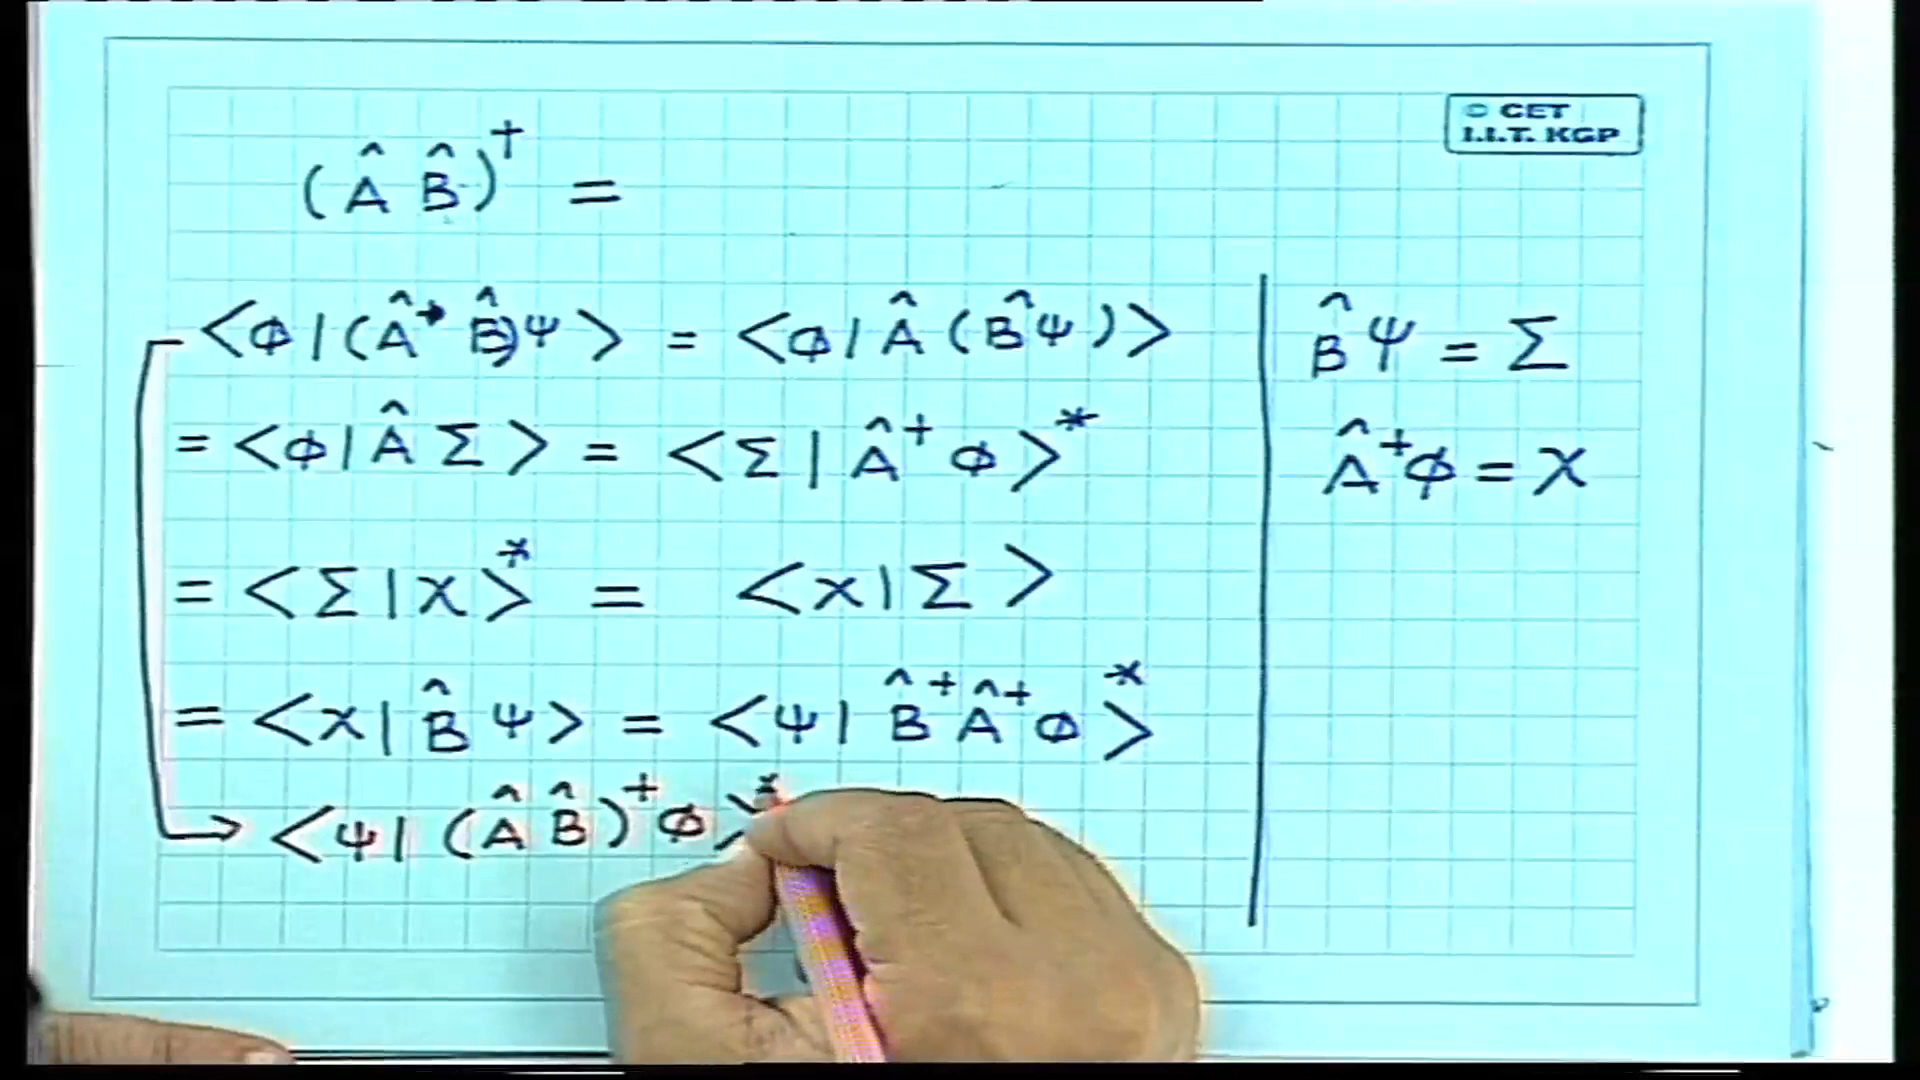 © CET
I.I.T. KGP
(Â B̂)† =
<φ| (Â B̂)ψ> = <φ| Â (B̂ψ)>
= <φ| Â Σ> = <Σ| Â†φ>*
= <Σ|χ>* = <χ|Σ>
= <χ| B̂ ψ> = <ψ| B̂†Â†φ>*
→ <ψ| (Â B̂)†φ>*
B̂ψ = Σ
Â†φ = χ